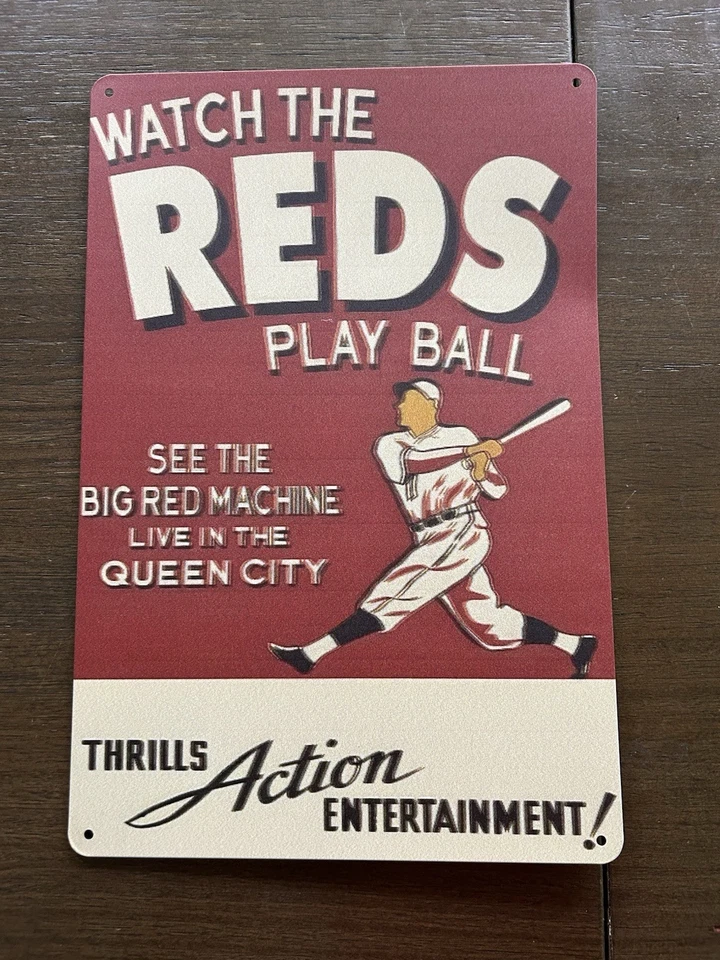 WATCH THE
REDS
PLAY BALL
SEE THE
BIG RED MACHINE
LIVE IN THE
QUEEN CITY
THRILLS Action
ENTERTAINMENT!